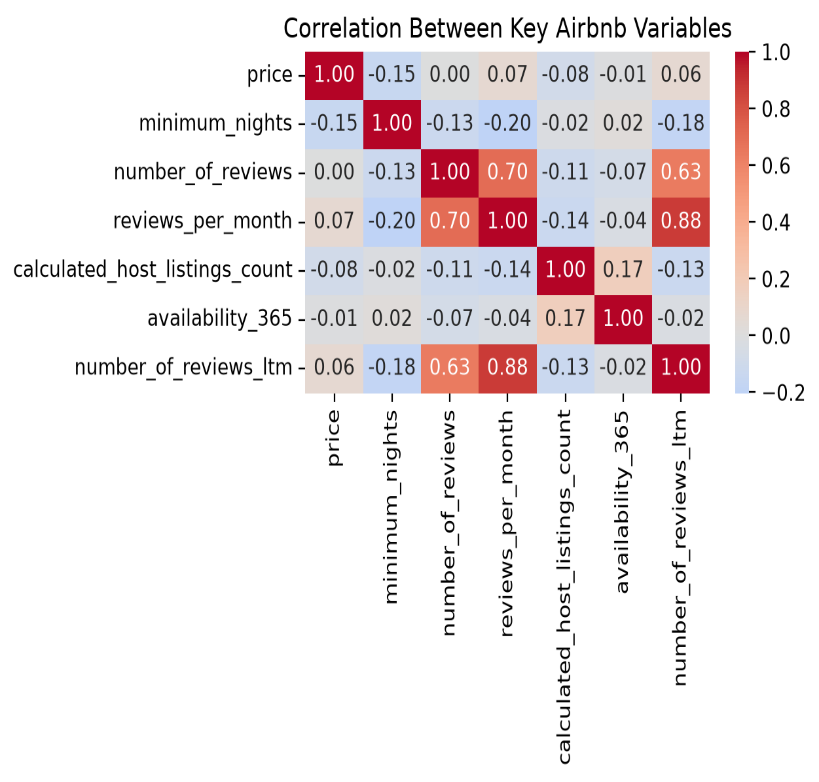 Correlation Between Key Airbnb Variables
price 1.00 -0.15 0.00 0.07 -0.08 -0.01 0.06
minimum_nights -0.15 1.00 -0.13 -0.20 -0.02 0.02 -0.18
number_of_reviews 0.00 -0.13 1.00 0.70 -0.11 -0.07 0.63
reviews_per_month 0.07 -0.20 0.70 1.00 -0.14 -0.04 0.88
calculated_host_listings_count -0.08 -0.02 -0.11 -0.14 1.00 0.17 -0.13
availability_365 -0.01 0.02 -0.07 -0.04 0.17 1.00 -0.02
number_of_reviews_ltm 0.06 -0.18 0.63 0.88 -0.13 -0.02 1.00
price
minimum_nights
number_of_reviews
reviews_per_month
calculated_host_listings_count
availability_365
number_of_reviews_ltm
1.0
0.8
0.6
0.4
0.2
0.0
−0.2